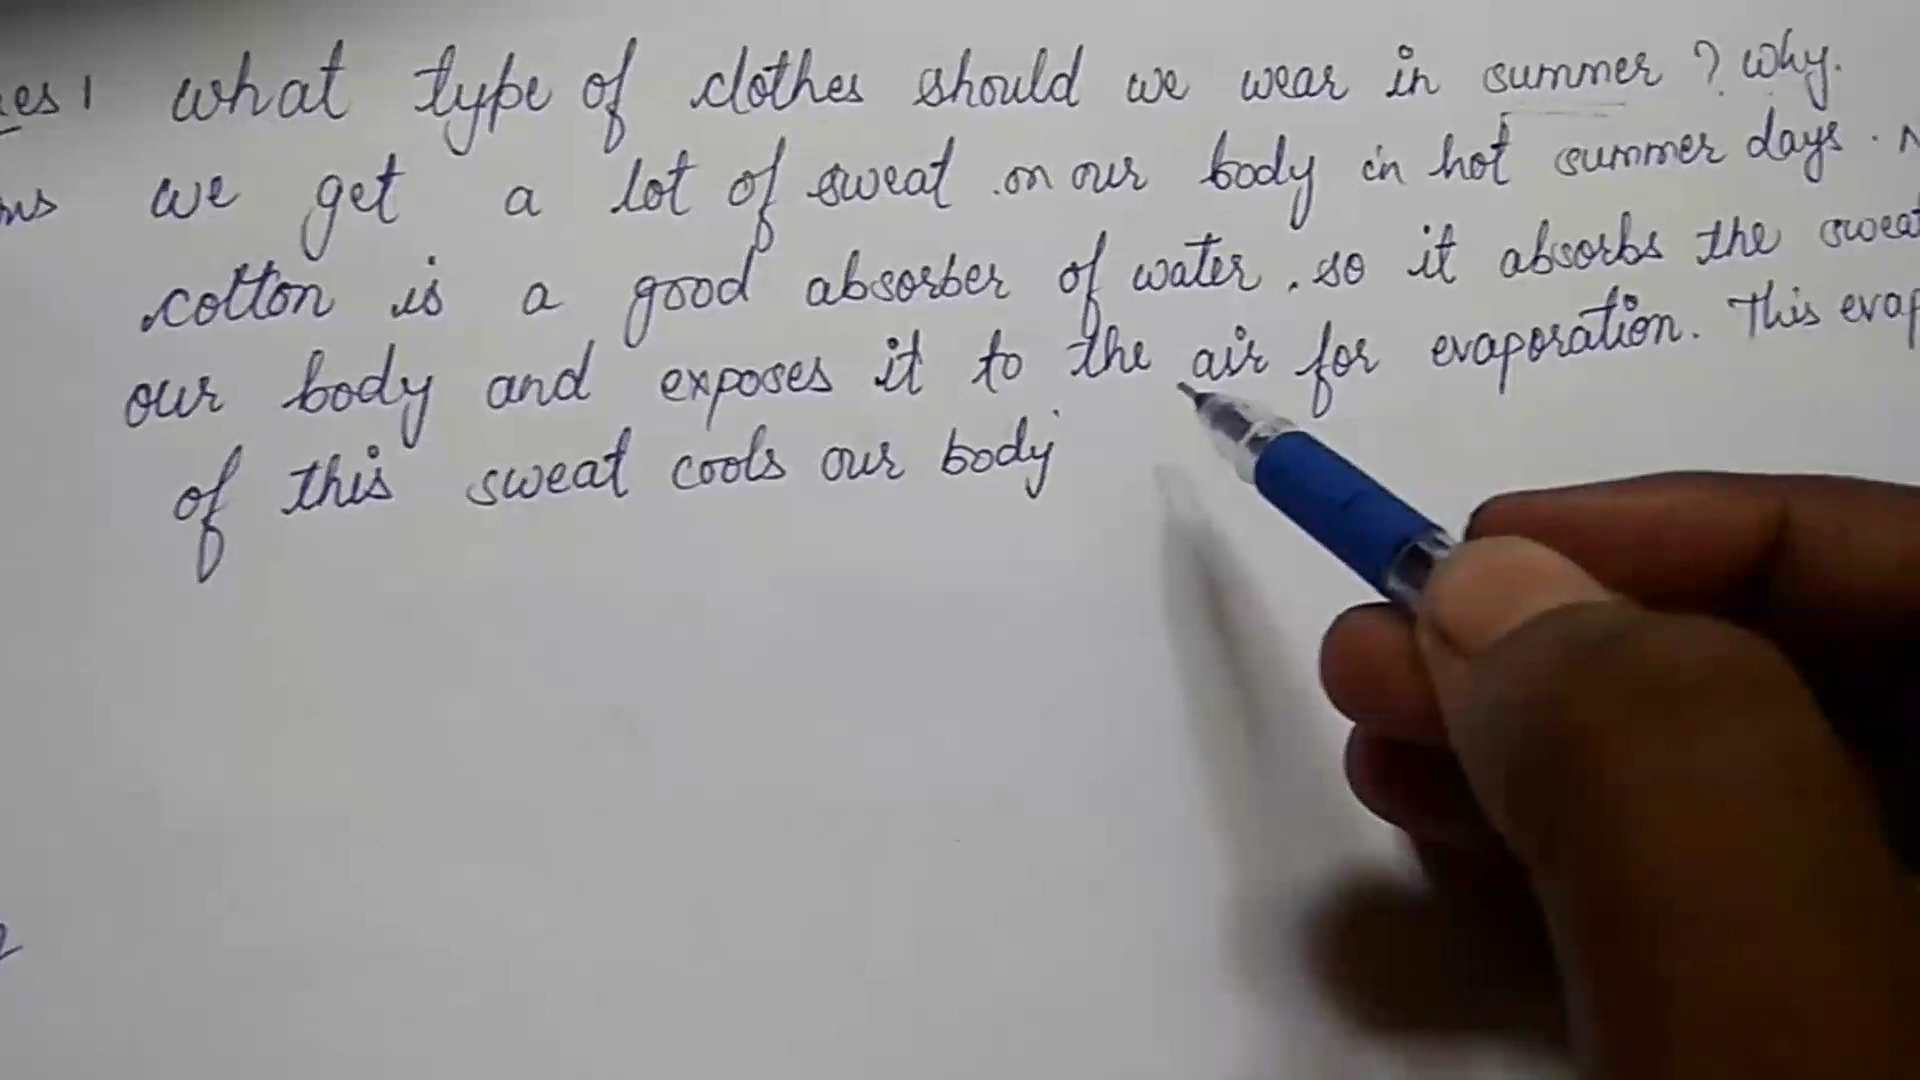 what type of clothes should we wear in summer ? why.
we get a lot of sweat on our body in hot summer days.
cotton is a good absorber of water. so it absorbs the sweat
our body and exposes it to the air for evaporation. This
of this sweat cools our body